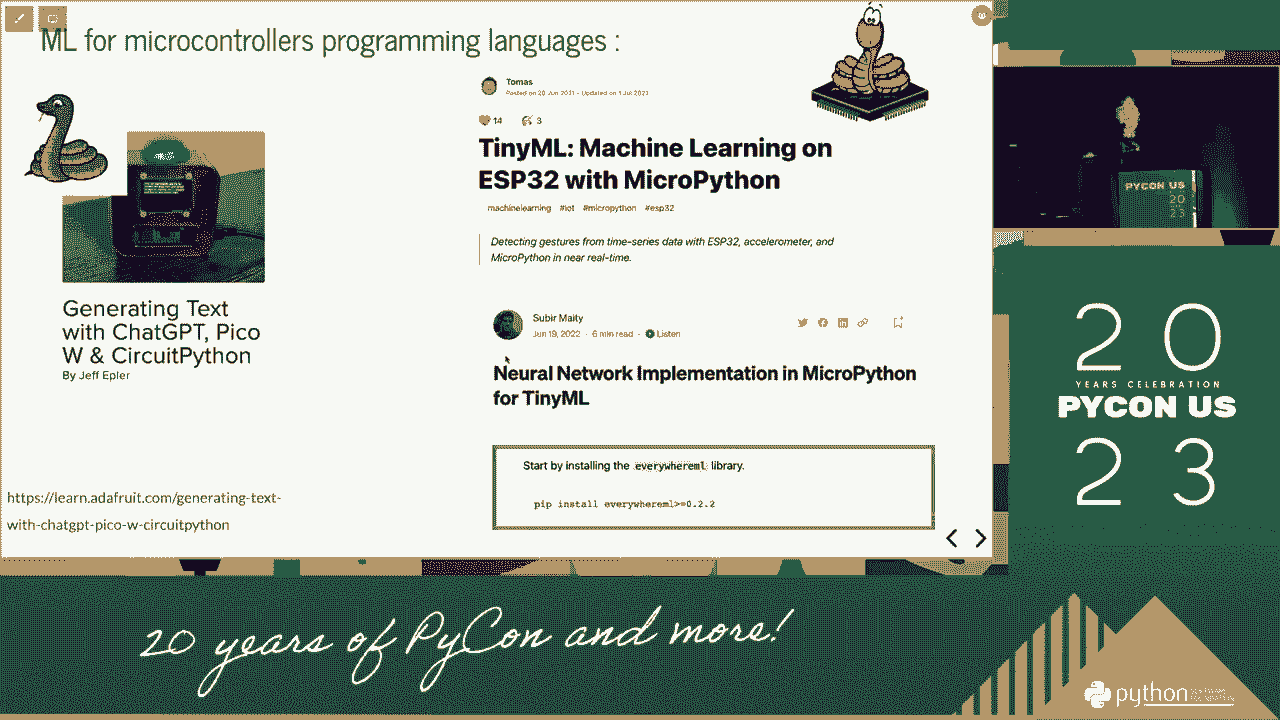 ML for microcontrollers programming languages :
Tomas
Posted on 20 Jun 2021 • Updated on 1 Jul 2021
14 3
TinyML: Machine Learning on
ESP32 with MicroPython
machinelearning #iot #micropython #esp32
Detecting gestures from time-series data with ESP32, accelerometer, and
MicroPython in near real-time.
Generating Text
with ChatGPT, Pico
W & CircuitPython
By Jeff Epler
Subir Maity
Jun 19, 2022 · 6 min read · Listen
Neural Network Implementation in MicroPython
for TinyML
Start by installing the everywhereml library.
pip install everywhereml>=0.2.2
https://learn.adafruit.com/generating-text-
with-chatgpt-pico-w-circuitpython
PYCON US
20
23
2 0
YEARS CELEBRATION
PYCON US
2 3
20 years of PyCon and more!
python